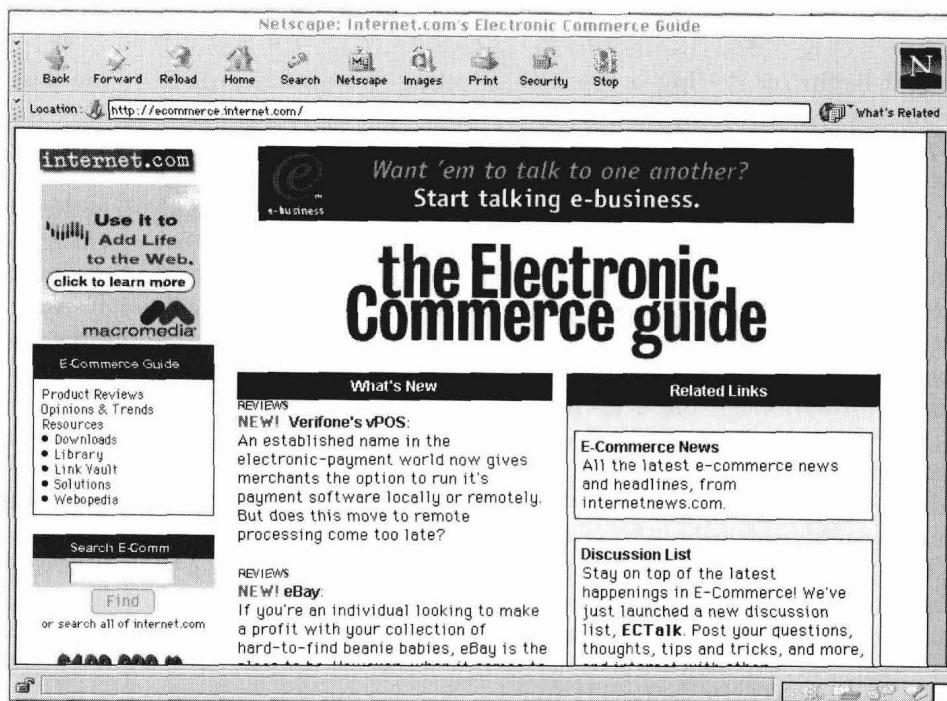 Netscape: Internet.com's Electronic Commerce Guide
Back Forward Reload Home Search Netscape Images Print Security Stop
N
My
Location: http://ecommerce.internet.com/ What's Related
internet.com
Use it to
Add Life
to the Web.
click to learn more
macromedia
e
e-business
Want 'em to talk to one another?
Start talking e-business.
the Electronic
Commerce guide
E-Commerce Guide
Product Reviews
Opinions & Trends
Resources
• Downloads
• Library
• Link Vault
• Solutions
• Webopedia
Search E-Comm
Find
or search all of internet.com
What's New
REVIEWS
NEW! Verifone's vPOS:
An established name in the
electronic-payment world now gives
merchants the option to run it's
payment software locally or remotely.
But does this move to remote
processing come too late?
REVIEWS
NEW! eBay:
If you're an individual looking to make
a profit with your collection of
hard-to-find beanie babies, eBay is the
Related Links
E-Commerce News
All the latest e-commerce news
and headlines, from
internetnews.com.
Discussion List
Stay on top of the latest
happenings in E-Commerce! We've
just launched a new discussion
list, ECTalk. Post your questions,
thoughts, tips and tricks, and more,